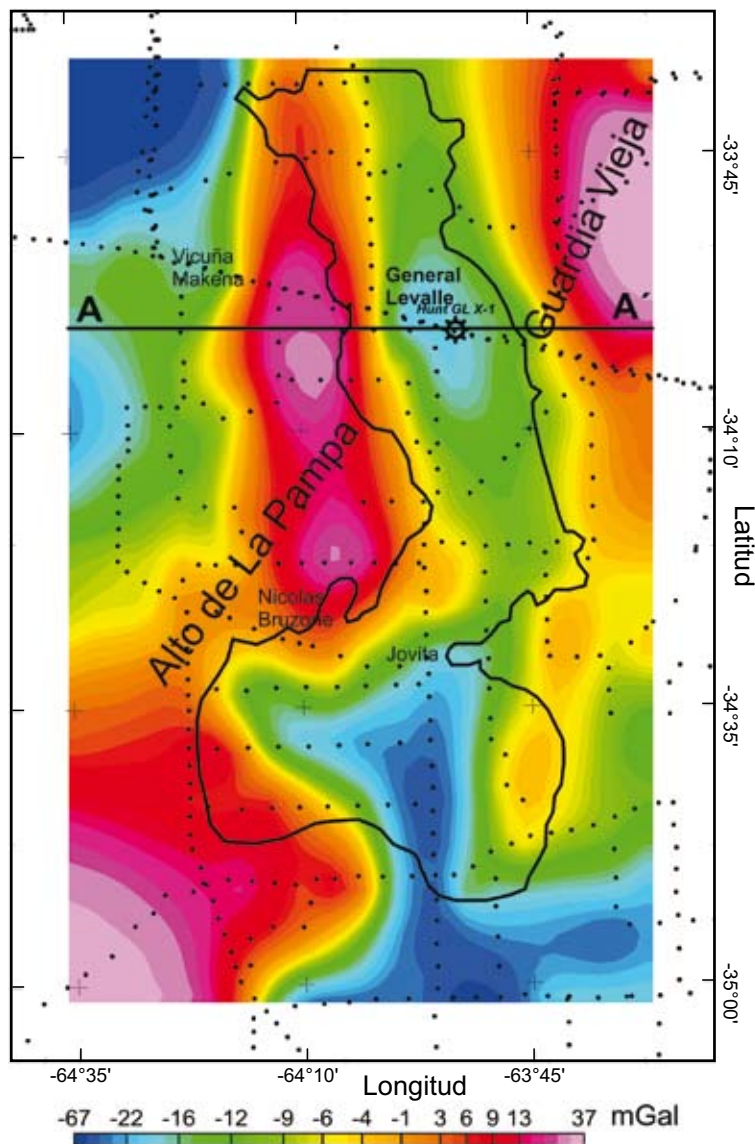 Guardia Vieja
Vicuña
Makena
General
Levalle
Hunt GL X-1
A
A
Alto de La Pampa
Nicolas
Bruzone
Jovita
-33°45'
-34°10'
Latitud
-34°35'
-35°00'
-64°35'
-64°10'
-63°45'
Longitud
-67 -22 -16 -12 -9 -6 -4 -1 3 6 9 13 37 mGal